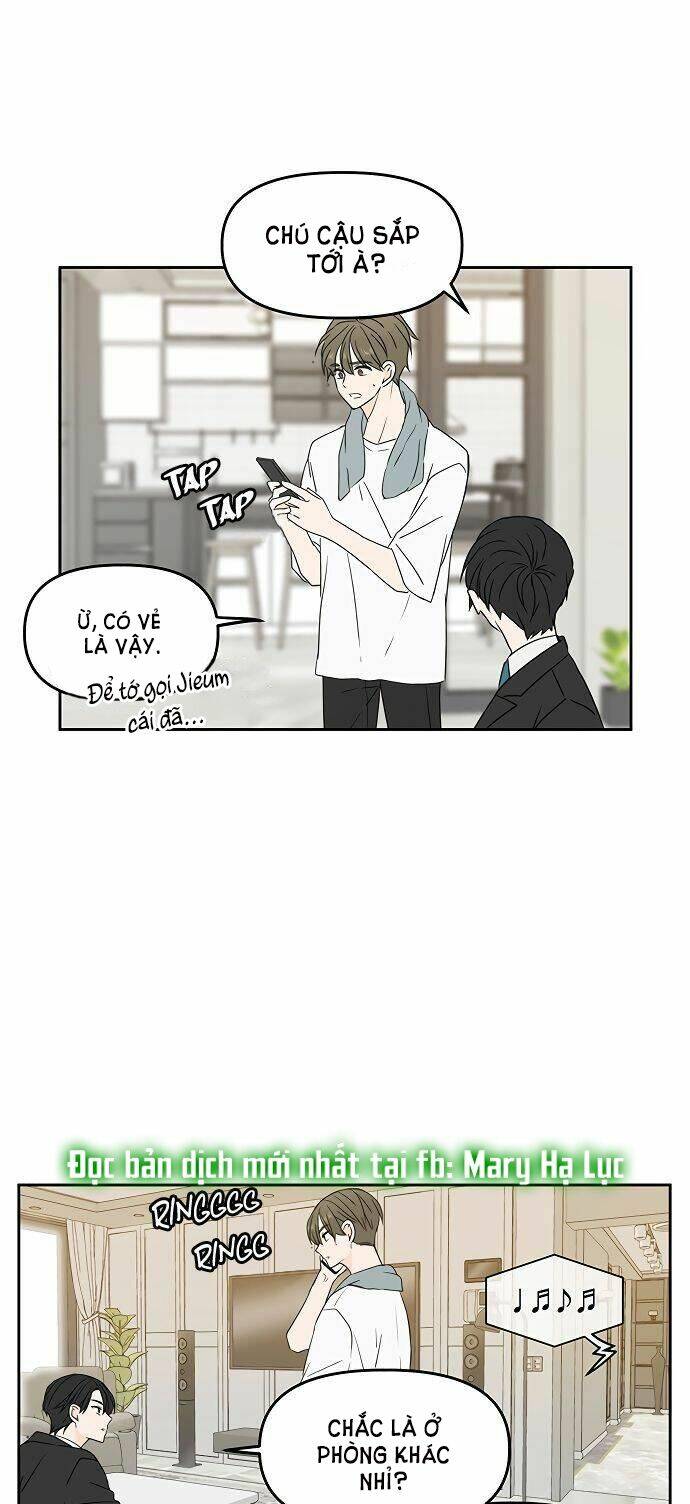 CHÚ CẬU SẮP
TỚI À?
TAP
TAP
Ừ, CÓ VẺ
LÀ VẬY.
Để tớ gọi Jieum
cái đã...
Đọc bản dịch mới nhất tại fb: Mary Hạ Lục
RINGGGG
RINGG
♩♬♪♬
CHẮC LÀ Ở
PHÒNG KHÁC
NHỈ?